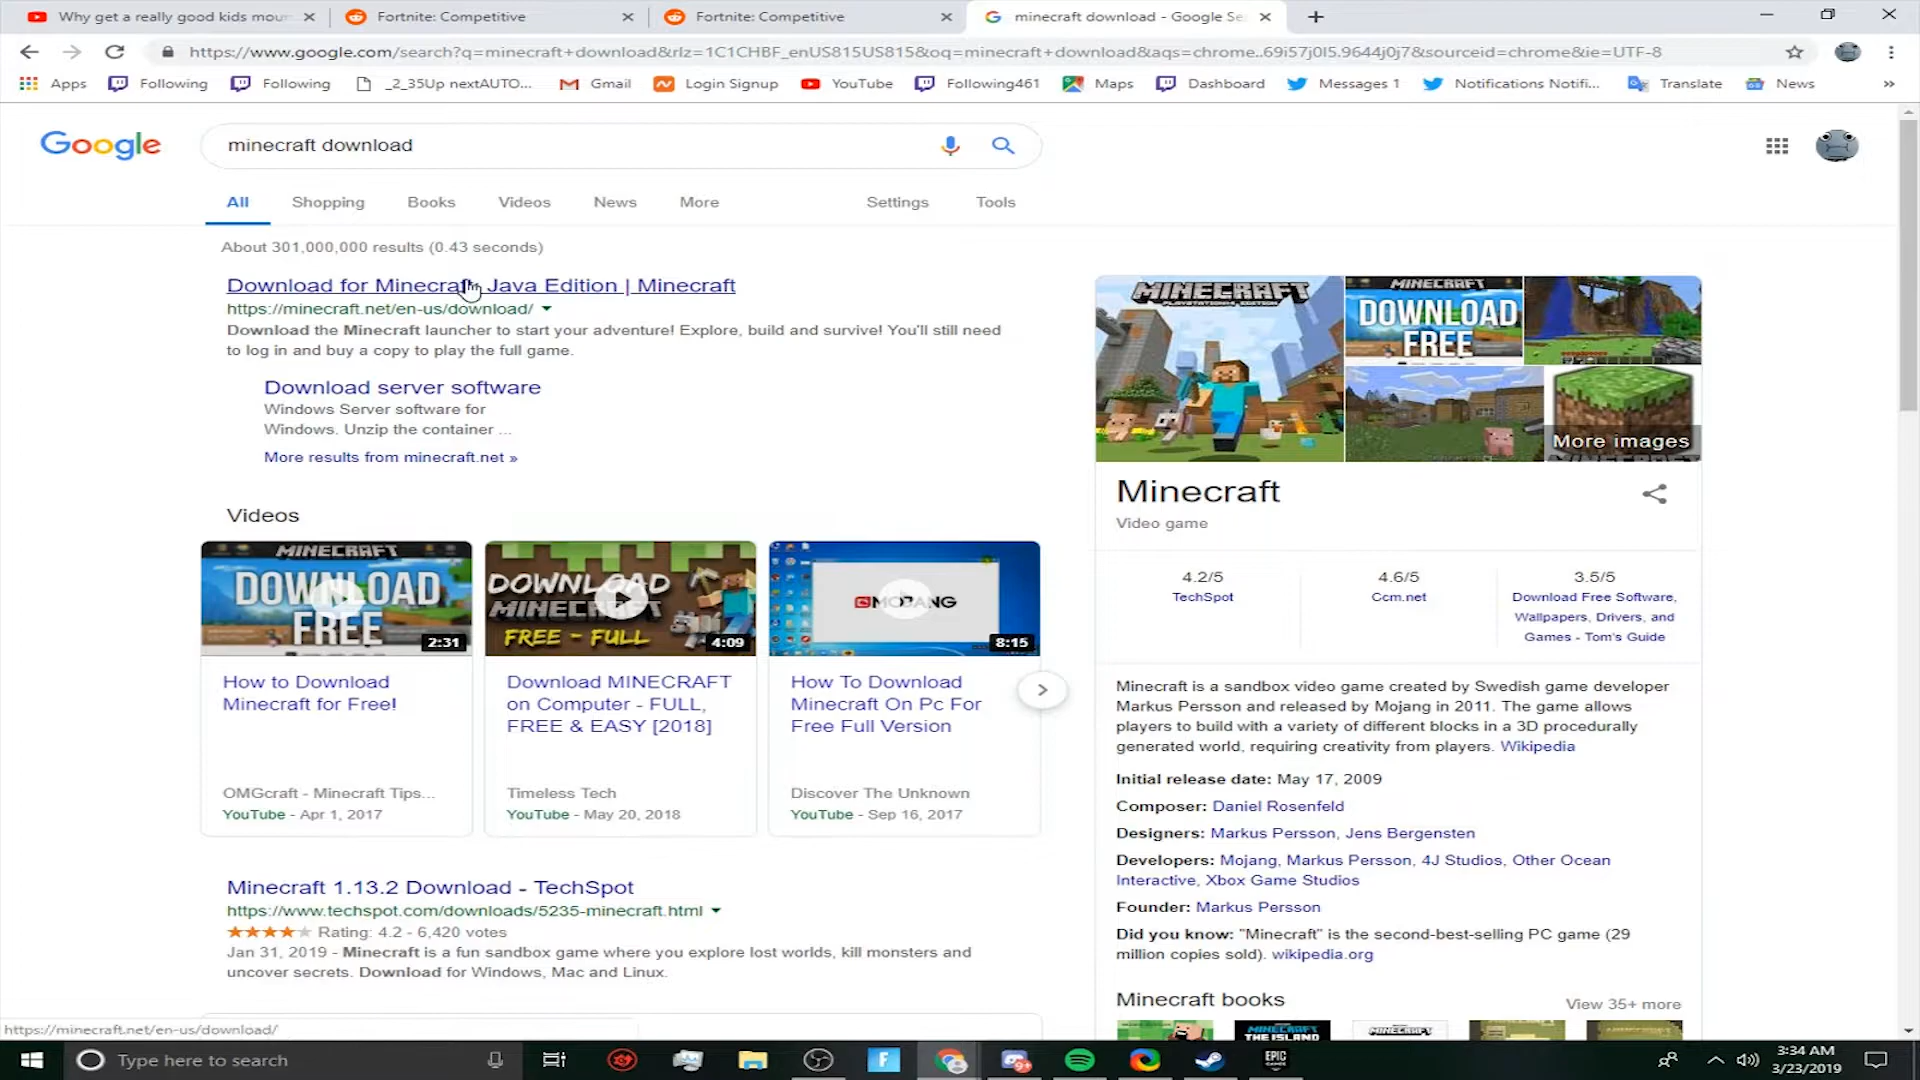 Why get a really good kids mou
Fortnite: Competitive
Fortnite: Competitive
minecraft download - Google Se
https://www.google.com/search?q=minecraft+download&rlz=1C1CHBF_enUS815US815&oq=minecraft+download&aqs=chrome..69i57j0l5.9644j0j7&sourceid=chrome&ie=UTF-8
Apps
Following
Following
_2_35Up nextAUTO...
Gmail
Login Signup
YouTube
Following461
Maps
Dashboard
Messages 1
Notifications Notifi...
Translate
News
»
Google
minecraft download
All
Shopping
Books
Videos
News
More
Settings
Tools
About 301,000,000 results (0.43 seconds)
Download for Minecraft: Java Edition | Minecraft
https://minecraft.net/en-us/download/
Download the Minecraft launcher to start your adventure! Explore, build and survive! You'll still need
to log in and buy a copy to play the full game.
Download server software
Windows Server software for
Windows. Unzip the container ...
More results from minecraft.net »
Videos
MINECRAFT
DOWNLOAD
FREE
2:31
How to Download
Minecraft for Free!
OMGcraft - Minecraft Tips...
YouTube - Apr 1, 2017
DOWNLOAD
MINECRAFT
FREE - FULL
4:09
Download MINECRAFT
on Computer - FULL,
FREE & EASY [2018]
Timeless Tech
YouTube - May 20, 2018
MOJANG
8:15
How To Download
Minecraft On Pc For
Free Full Version
Discover The Unknown
YouTube - Sep 16, 2017
Minecraft 1.13.2 Download - TechSpot
https://www.techspot.com/downloads/5235-minecraft.html
Rating: 4.2 - 6,420 votes
Jan 31, 2019 - Minecraft is a fun sandbox game where you explore lost worlds, kill monsters and
uncover secrets. Download for Windows, Mac and Linux.
MINECRAFT
MINECRAFT
DOWNLOAD
FREE
More images
Minecraft
Video game
4.2/5
TechSpot
4.6/5
Ccm.net
3.5/5
Download Free Software,
Wallpapers, Drivers, and
Games - Tom's Guide
Minecraft is a sandbox video game created by Swedish game developer
Markus Persson and released by Mojang in 2011. The game allows
players to build with a variety of different blocks in a 3D procedurally
generated world, requiring creativity from players. Wikipedia
Initial release date: May 17, 2009
Composer: Daniel Rosenfeld
Designers: Markus Persson, Jens Bergensten
Developers: Mojang, Markus Persson, 4J Studios, Other Ocean
Interactive, Xbox Game Studios
Founder: Markus Persson
Did you know: "Minecraft" is the second-best-selling PC game (29
million copies sold). wikipedia.org
Minecraft books
View 35+ more
MINECRAFT
THE ISLAND
MINECRAFT
https://minecraft.net/en-us/download/
Type here to search
F
9+
EPIC
GAMES
3:34 AM
3/23/2019